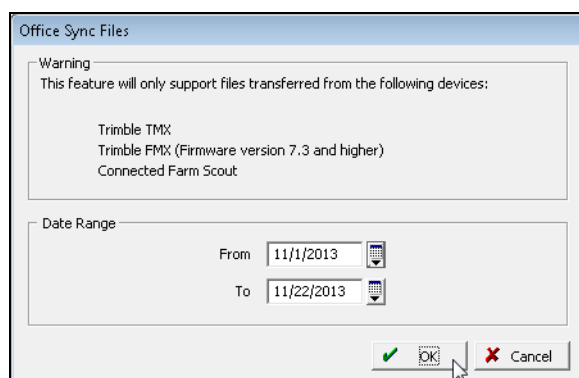 Office Sync Files
Warning
This feature will only support files transferred from the following devices:
Trimble TMX
Trimble FMX (Firmware version 7.3 and higher)
Connected Farm Scout
Date Range
From 11/1/2013
To 11/22/2013
OK Cancel